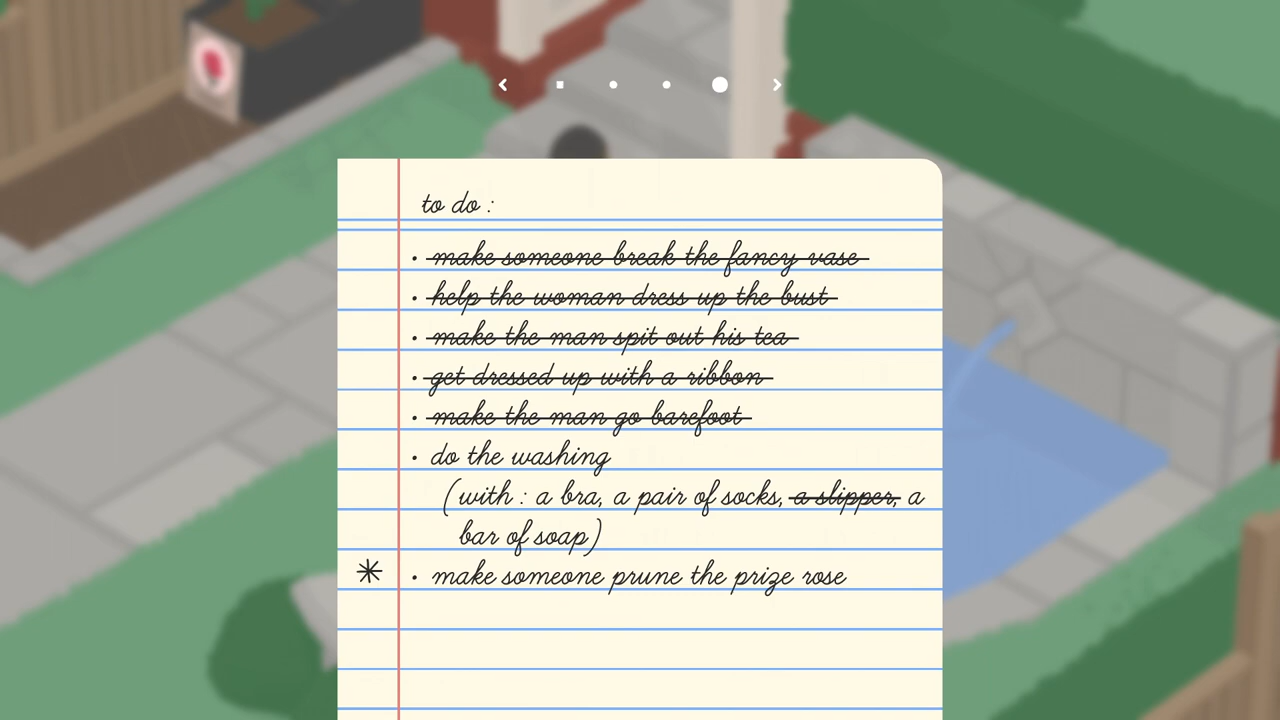 to do :
• make someone break the fancy vase
• help the woman dress up the bust
• make the man spit out his tea
• get dressed up with a ribbon
• make the man go barefoot
• do the washing
(with : a bra, a pair of socks, a slipper, a
bar of soap)
• make someone prune the prize rose